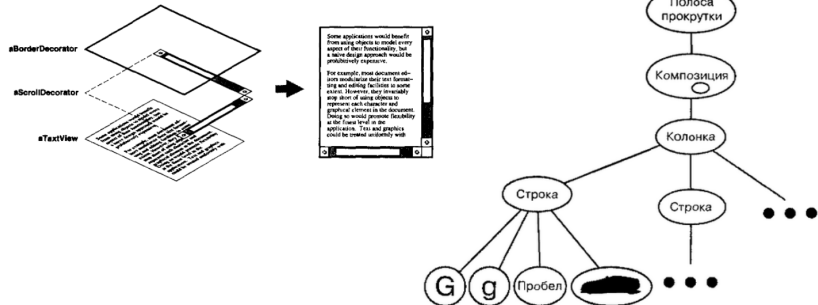 aBorderDecorator
aScrollDecorator
aTextView
Some applications would benefit
from using objects to model every
aspect of their functionality, but
a naive design approach would be
prohibitively expensive.
For example, most document ed-
itors modularize their text format-
ting and editing facilities to some
extent. However, they invariably
stop short of using objects to
represent each character and
graphical element in the document.
Doing so would promote flexibility
at the finest level in the
application. Text and graphics
could be treated uniformly with
Полоса
прокрутки
Композиция
Колонка
Строка
Строка
G
g
Пробел